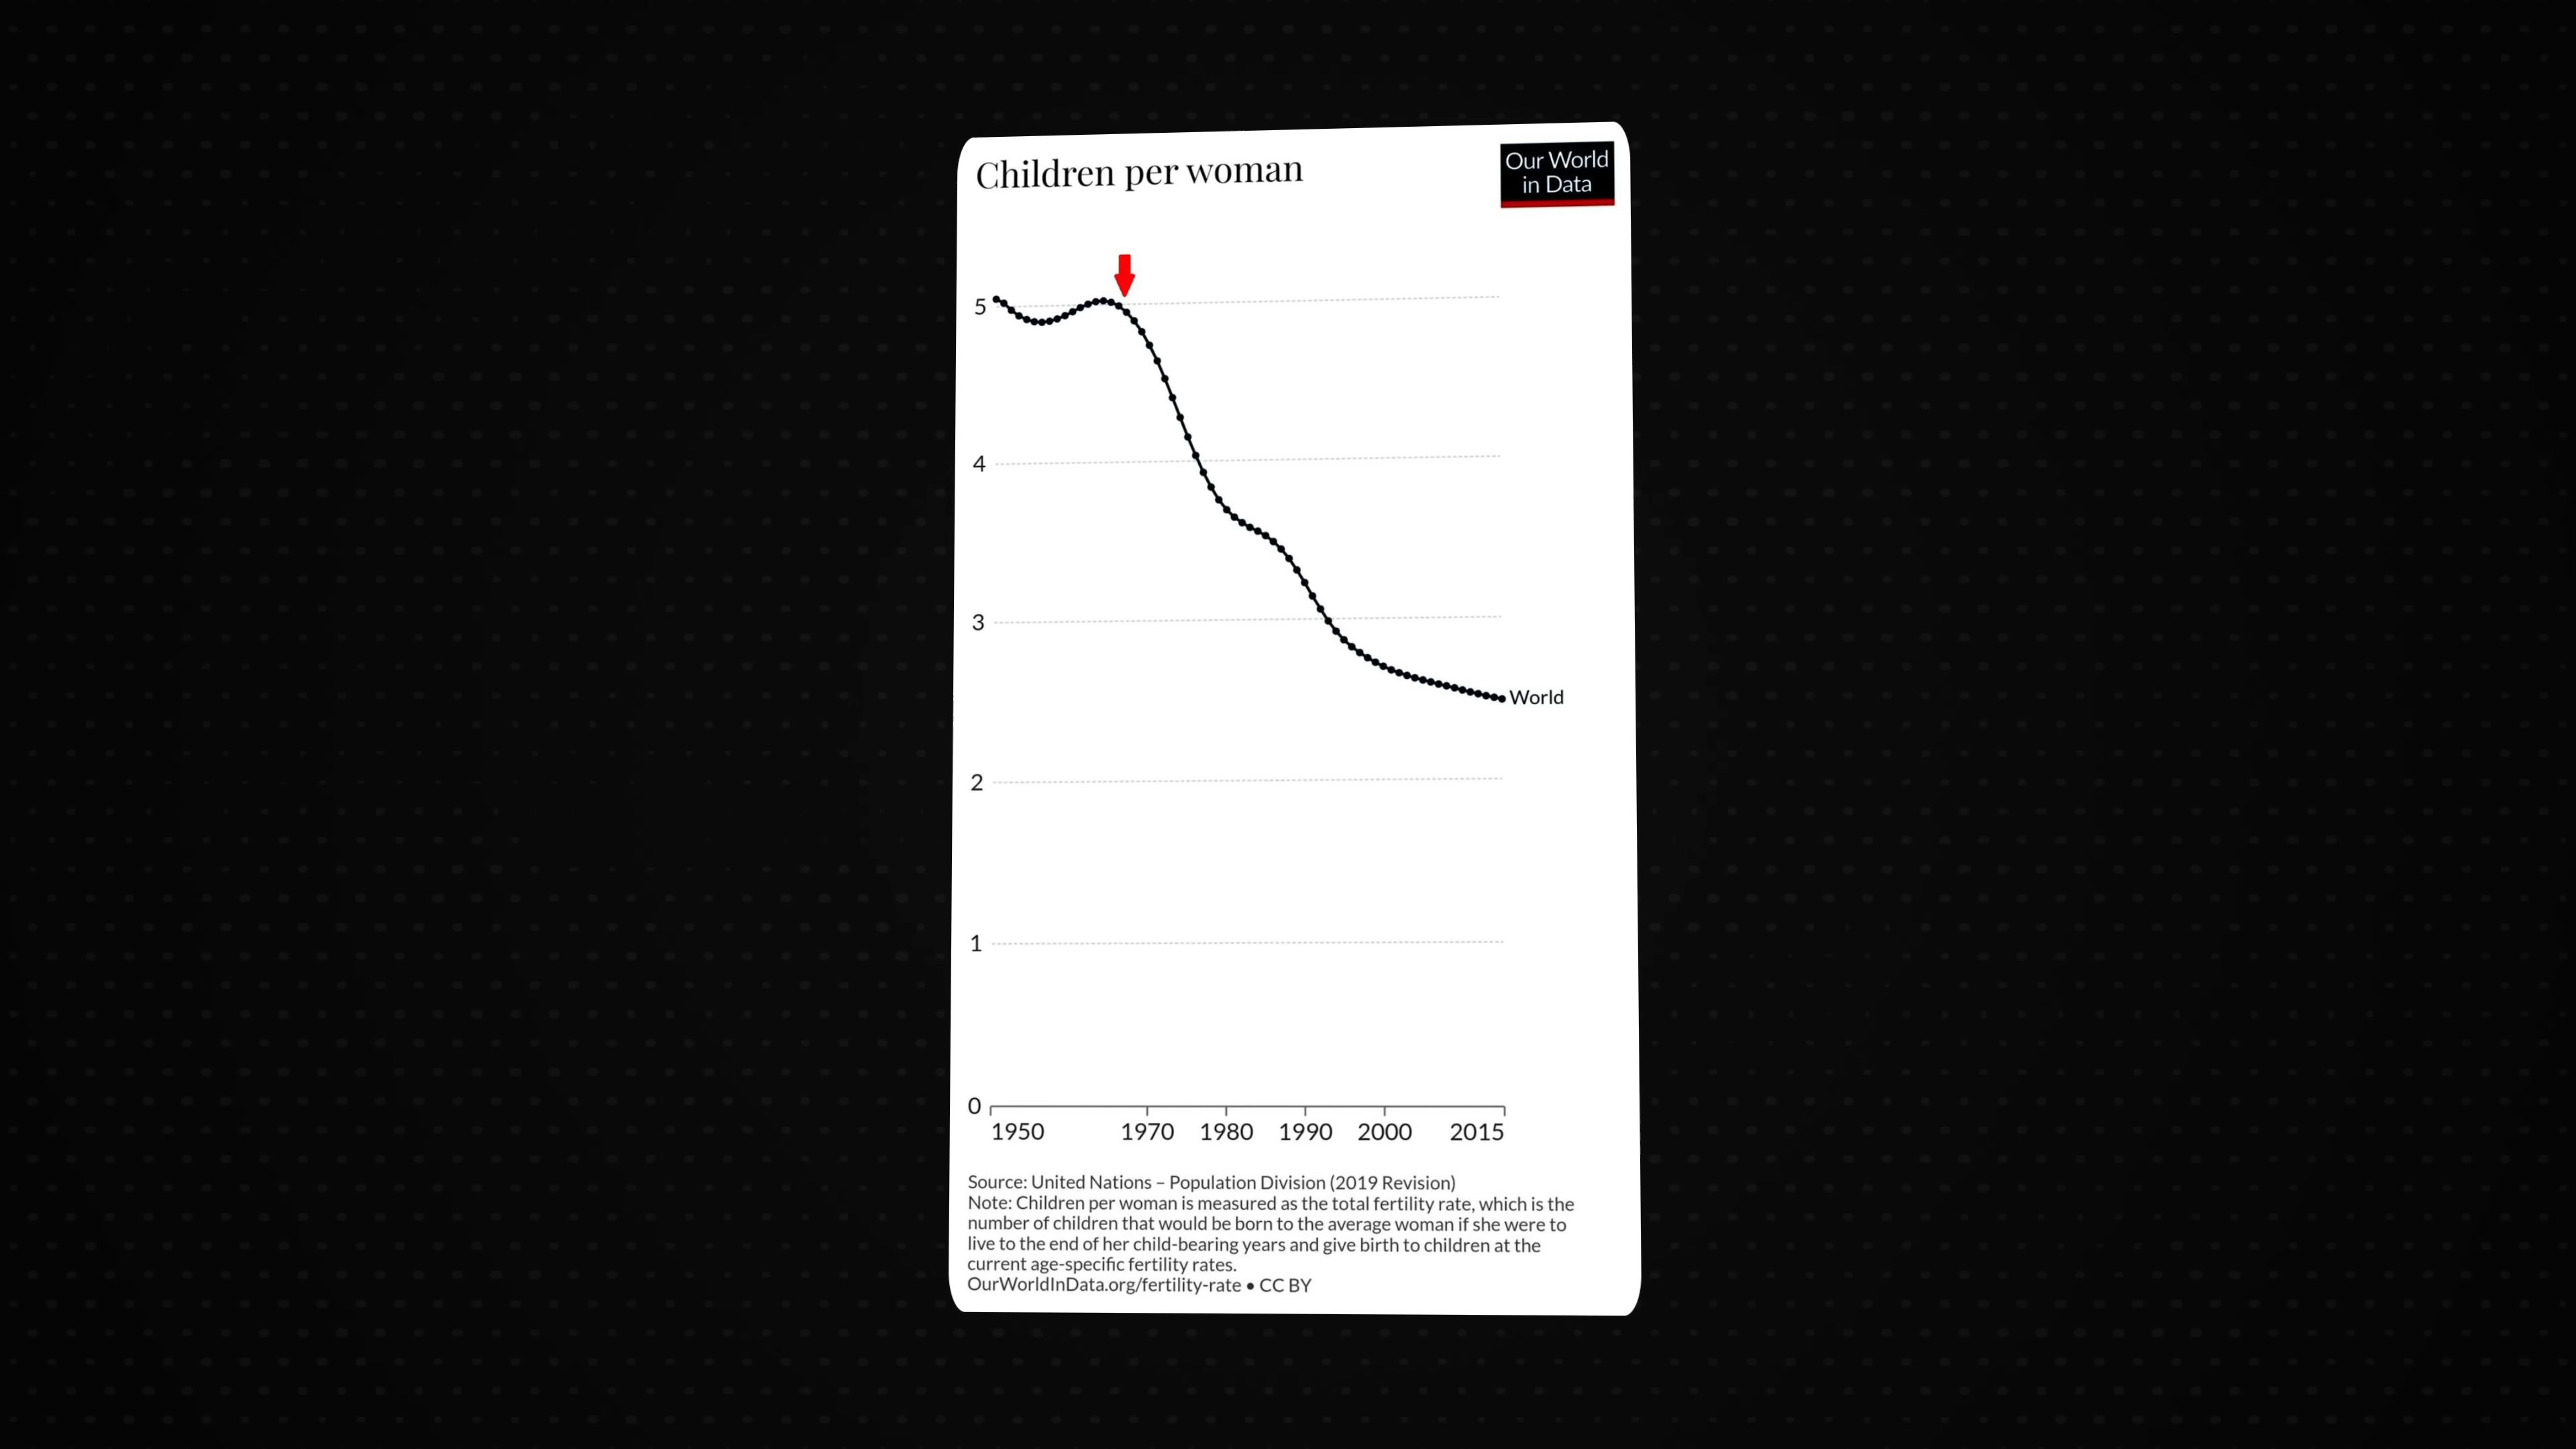 Children per woman
Our World
in Data
5
4
3
2
1
0
World
1950 1970 1980 1990 2000 2015
Source: United Nations – Population Division (2019 Revision)
Note: Children per woman is measured as the total fertility rate, which is the
number of children that would be born to the average woman if she were to
live to the end of her child-bearing years and give birth to children at the
current age-specific fertility rates.
OurWorldInData.org/fertility-rate • CC BY